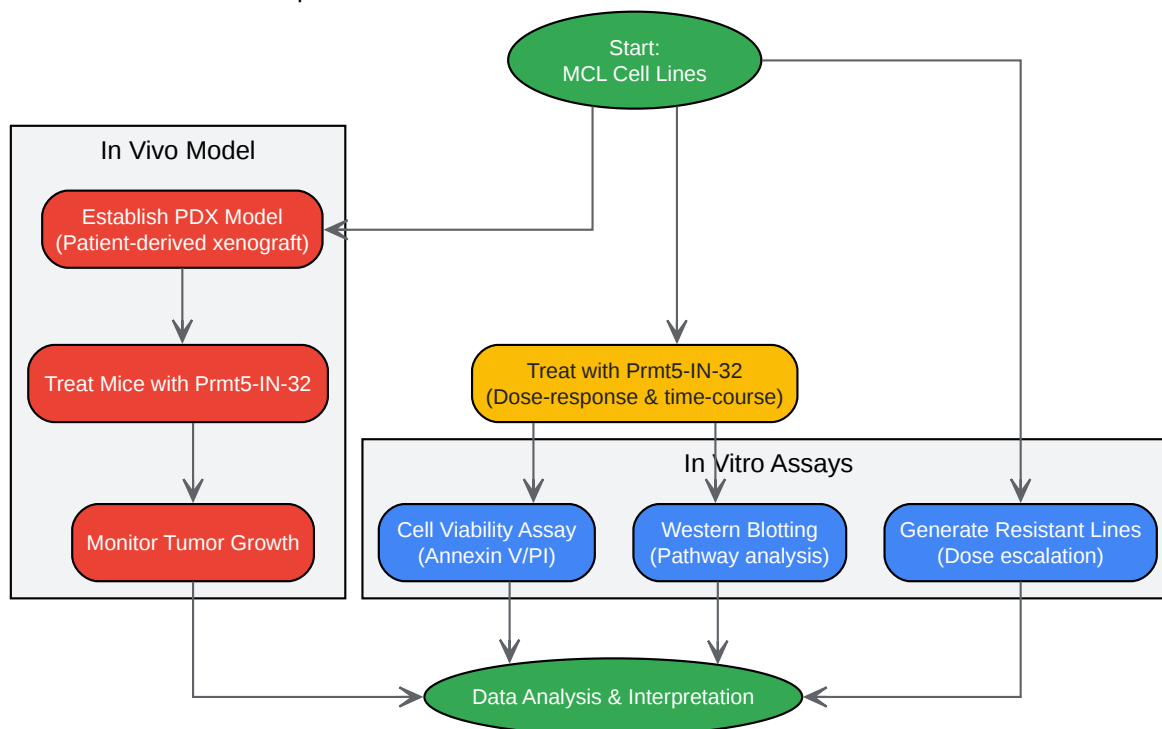 Start:
MCL Cell Lines
In Vivo Model
Establish PDX Model
(Patient-derived xenograft)
Treat Mice with Prmt5-IN-32
Monitor Tumor Growth
Treat with Prmt5-IN-32
(Dose-response & time-course)
In Vitro Assays
Cell Viability Assay
(Annexin V/PI)
Western Blotting
(Pathway analysis)
Generate Resistant Lines
(Dose escalation)
Data Analysis & Interpretation